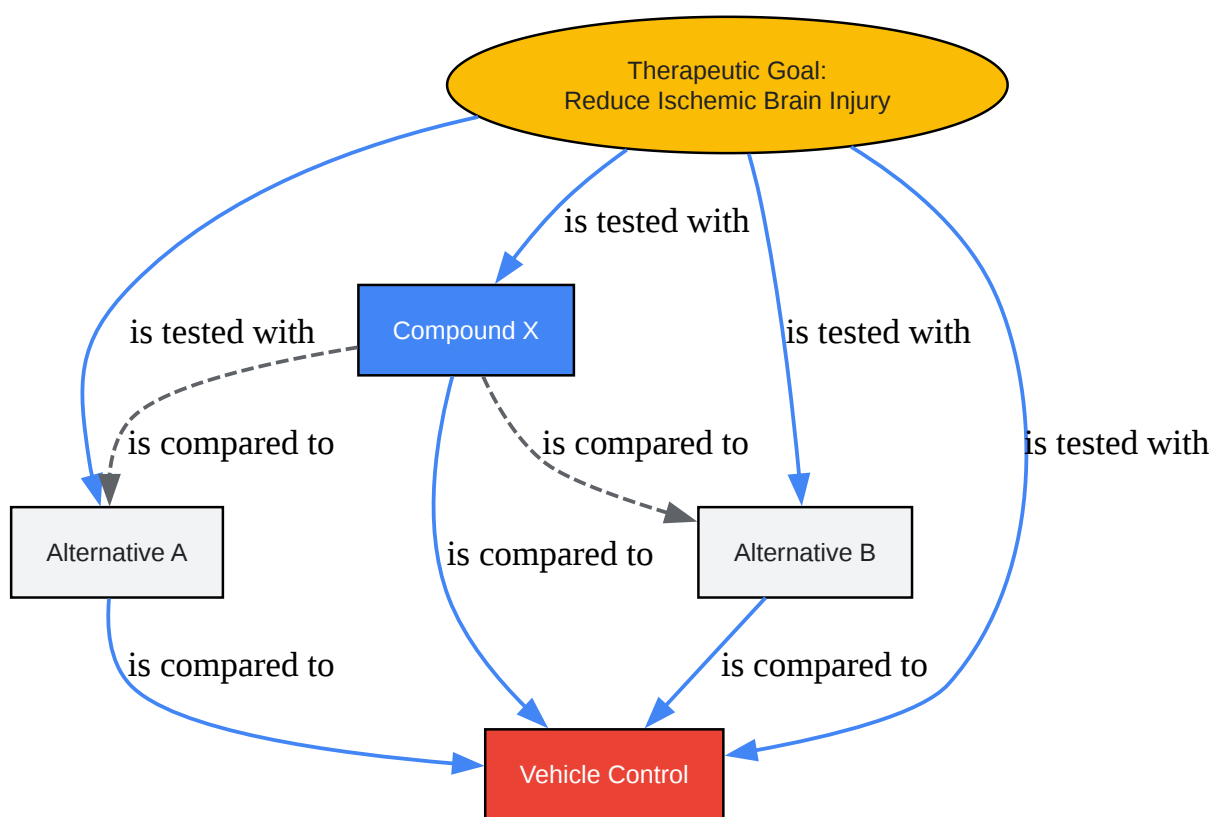 Therapeutic Goal:
Reduce Ischemic Brain Injury
is tested with
Compound X
is tested with
is tested with
is compared to
is compared to
is tested with
Alternative A
is compared to
Alternative B
is compared to
is compared to
Vehicle Control